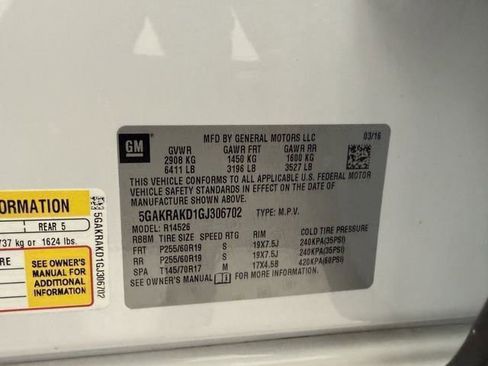 GM
MFD BY GENERAL MOTORS LLC
03/16
GVWR GAWR FRT GAWR RR
2908 KG 1450 KG 1600 KG
6411 LB 3196 LB 3527 LB
THIS VEHICLE CONFORMS TO ALL APPLICABLE U.S. FEDERAL MOTOR
VEHICLE SAFETY STANDARDS IN EFFECT ON THE DATE OF
MANUFACTURE SHOWN ABOVE.
5GAKRAKD1GJ306702 TYPE: M.P.V.
MODEL: R14526
RBBM TIRE SIZE SPEED RTG RIM COLD TIRE PRESSURE
FRT P255/60R19 S 19X7.5J 240KPA(35PSI)
RR P255/60R19 S 19X7.5J 240KPA(35PSI)
SPA T145/70R17 M 17X4.5B 420KPA(60PSI)
SEE OWNER'S MANUAL FOR MORE INFORMATION.
ORMATION
REAR 5
737 kg or 1624 lbs.
SEE OWNER'S
MANUAL FOR
ADDITIONAL
INFORMATION
5GAKRAKD1GJ306702